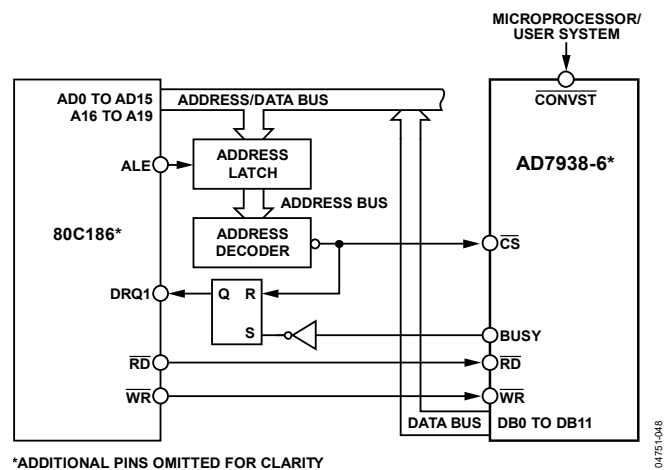 MICROPROCESSOR/
USER SYSTEM
CONVST
AD0 TO AD15
A16 TO A19
ADDRESS/DATA BUS
AD7938-6*
ALE
ADDRESS
LATCH
ADDRESS BUS
80C186*
ADDRESS
DECODER
CS
DRQ1
Q R
S
BUSY
RD
RD
WR
WR
DATA BUS
DB0 TO DB11
*ADDITIONAL PINS OMITTED FOR CLARITY
04751-048